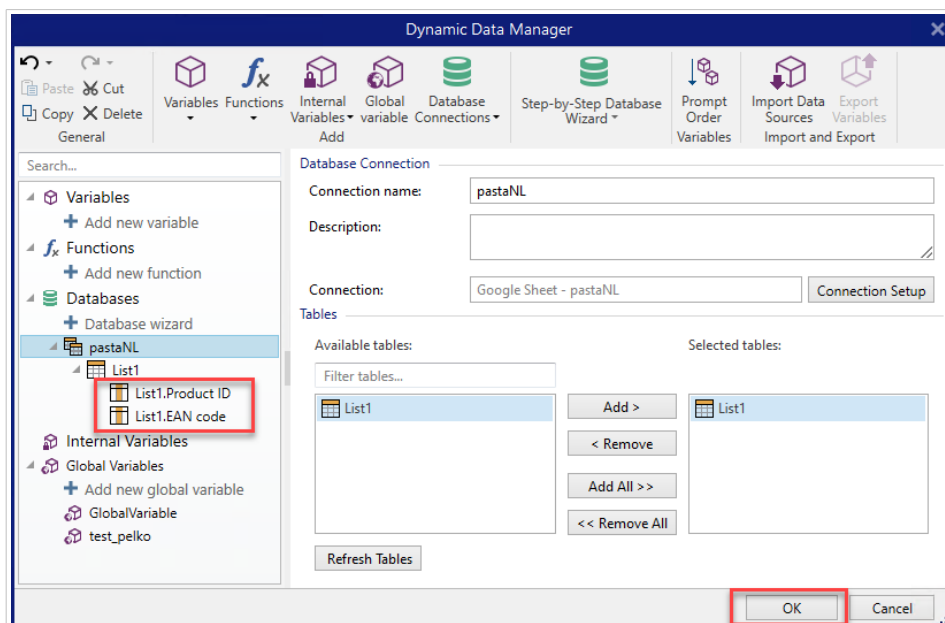 Dynamic Data Manager
Paste Cut
Copy Delete
General
Variables Functions
Internal Variables
Global variable
Database Connections
Add
Step-by-Step Database Wizard
Prompt Order
Variables
Import Data Sources
Export Variables
Import and Export
Search...
Variables
Add new variable
fx Functions
Add new function
Databases
Database wizard
pastaNL
List1
List1.Product ID
List1.EAN code
Internal Variables
Global Variables
Add new global variable
GlobalVariable
test_pelko
Database Connection
Connection name: pastaNL
Description:
Connection: Google Sheet - pastaNL Connection Setup
Tables
Available tables: Selected tables:
Filter tables...
List1 Add > List1
< Remove
Add All >>
<< Remove All
Refresh Tables
OK Cancel